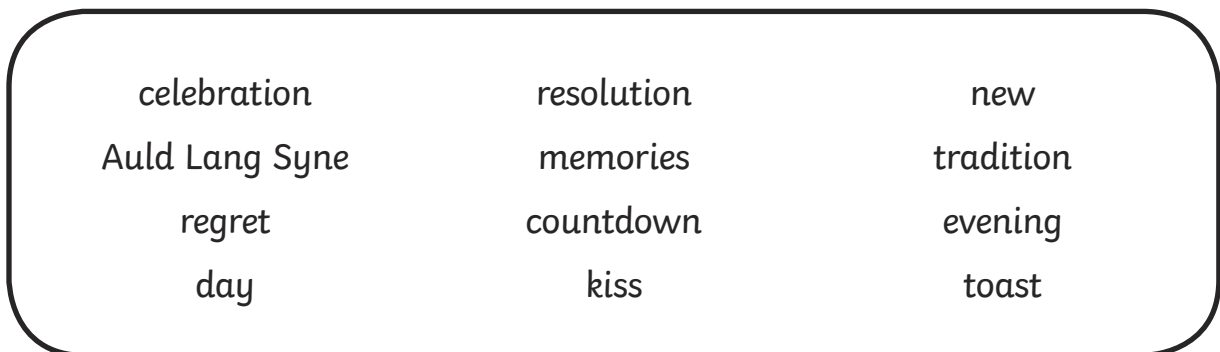 celebration resolution new
Auld Lang Syne memories tradition
regret countdown evening
day kiss toast